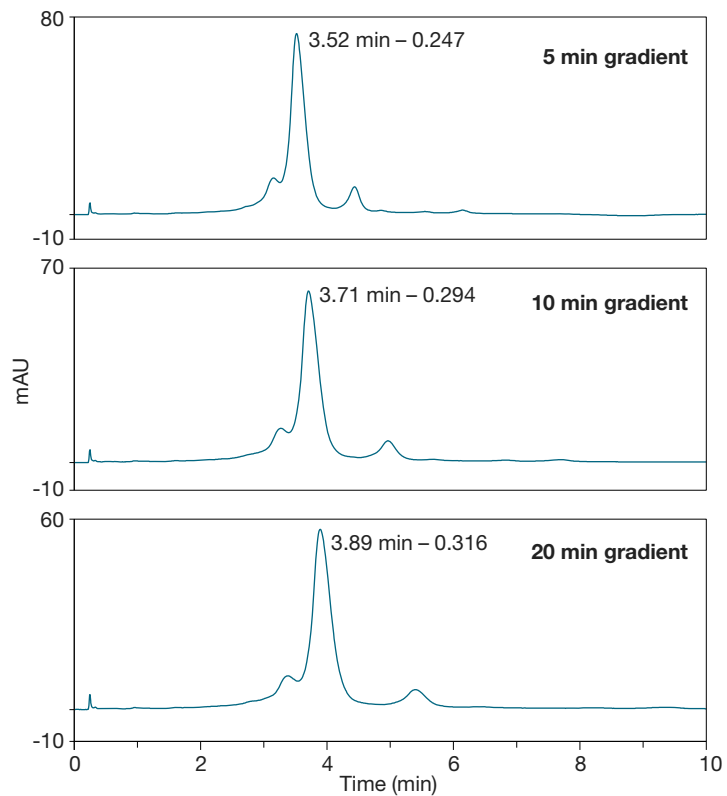 80
3.52 min – 0.247
5 min gradient
-10
70
3.71 min – 0.294
10 min gradient
mAU
-10
60
3.89 min – 0.316
20 min gradient
-10
0 2 4 6 8 10
Time (min)